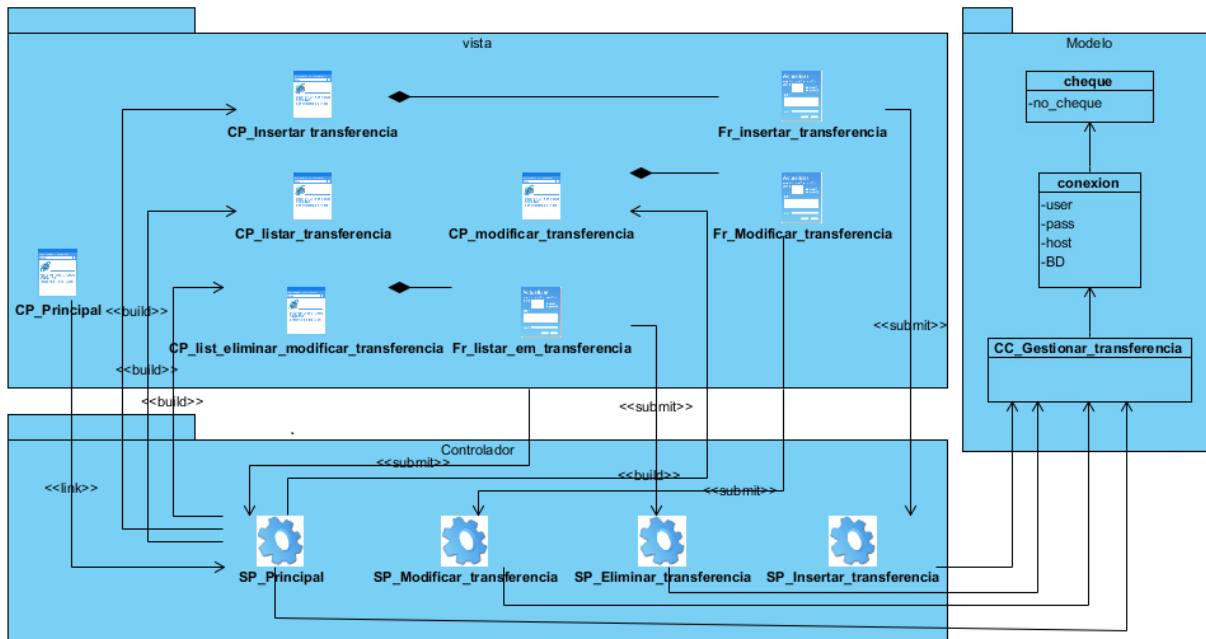 vista
CP_Insertar transferencia
Fr_insertar_transferencia
CP_listar_transferencia
CP_modificar_transferencia
Fr_Modificar_transferencia
CP_Principal
<<build>>
CP_list_eliminar_modificar_transferencia
Fr_listar_em_transferencia
<<submit>>
<<build>>
<<build>>
<<submit>>
Modelo
cheque
-no_cheque
conexion
-user
-pass
-host
-BD
CC_Gestionar_transferencia
Controlador
<<submit>>
<<link>>
<<build>>
<<submit>>
SP_Principal
SP_Modificar_transferencia
SP_Eliminar_transferencia
SP_Insertar_transferencia